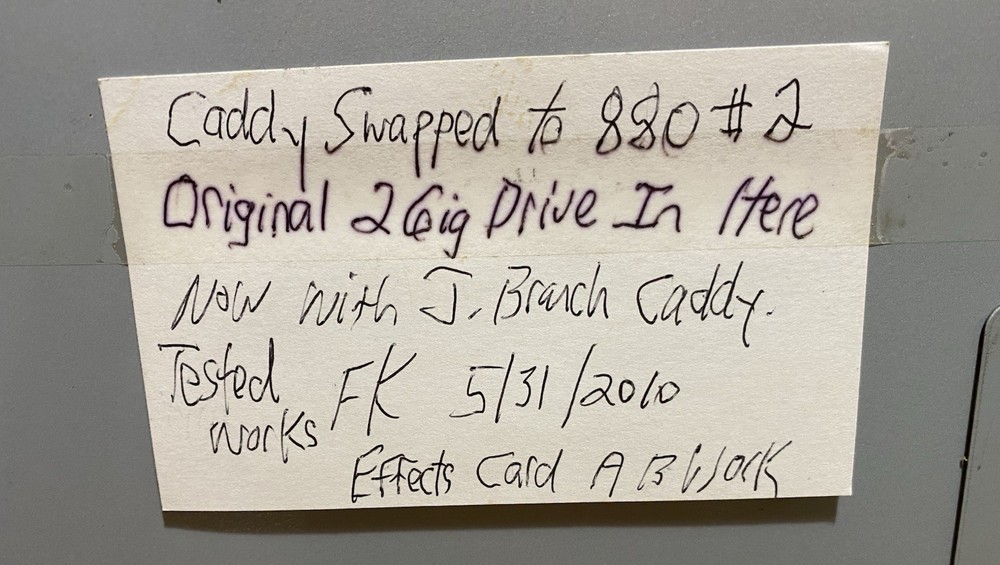 Caddy Swapped to 880 #2
Original 2Gig Drive In Here
Now with J. Branch Caddy.
Tested
works FK 5/31/2010
Effects Card A B Work